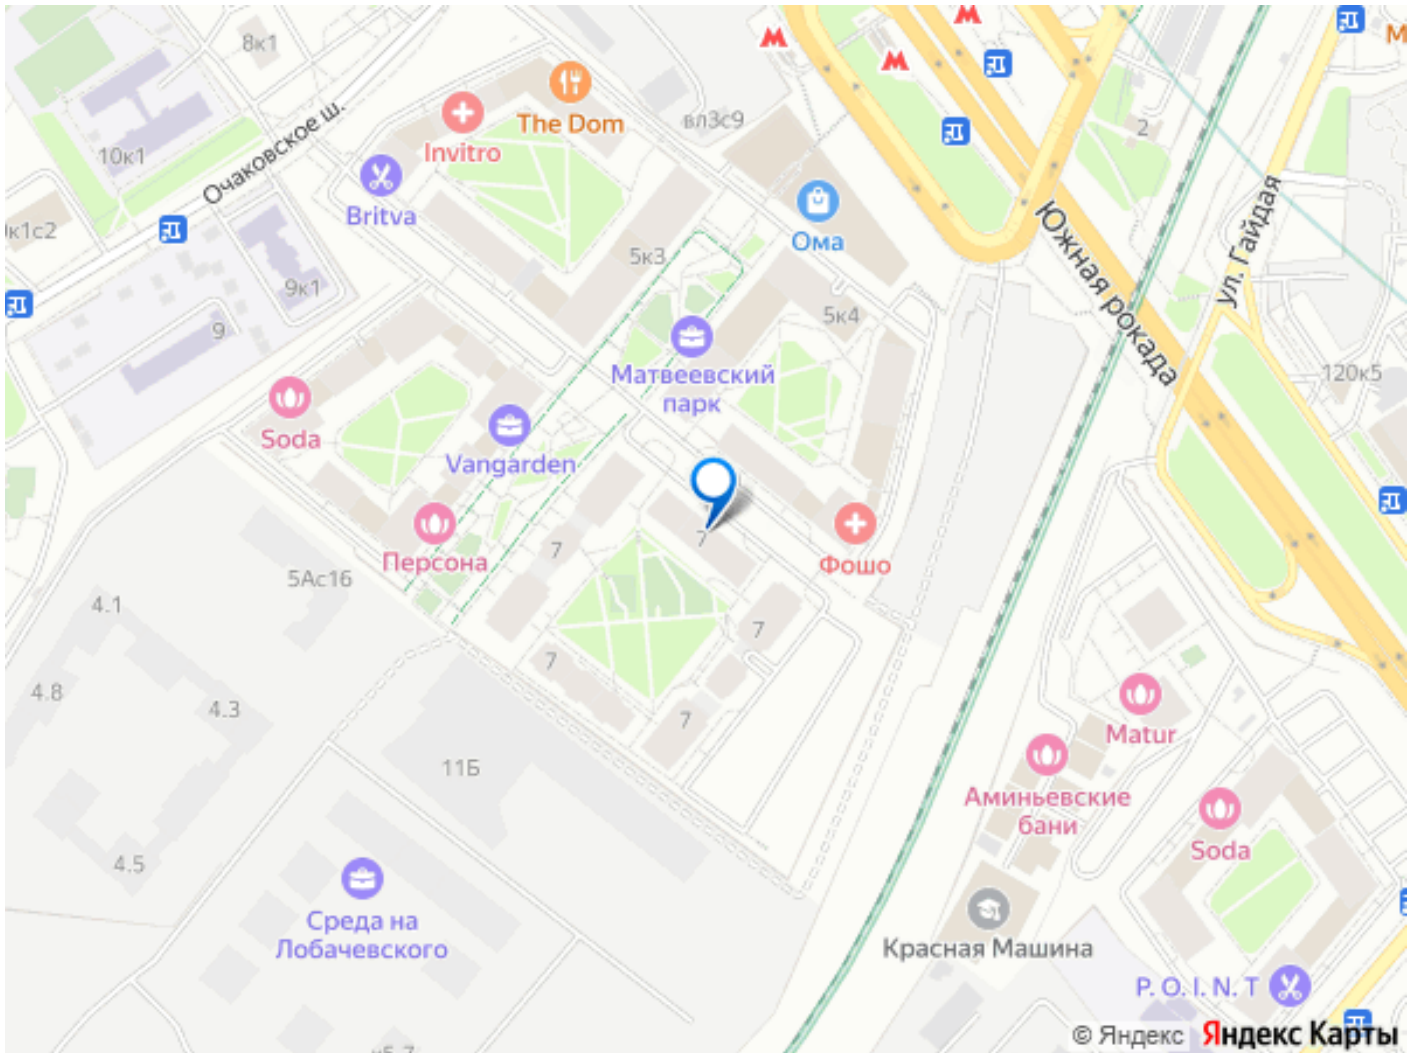 8к1
The Dom
вл3с9
2
Invitro
10к1
Очаковское ш.
Britva
Ома
Южная рокада
ул. Гайдая
к1с2
5к3
9к1
5к4
9
Матвеевский
парк
120к5
Soda
Vangarden
7
7
Персона
Фошо
5Ас16
4.1
7
7
4.8
4.3
7
Matur
11Б
Аминьевские
бани
Soda
4.5
Среда на
Лобачевского
Красная Машина
P. O. I. N. T
© Яндекс Яндекс Карты